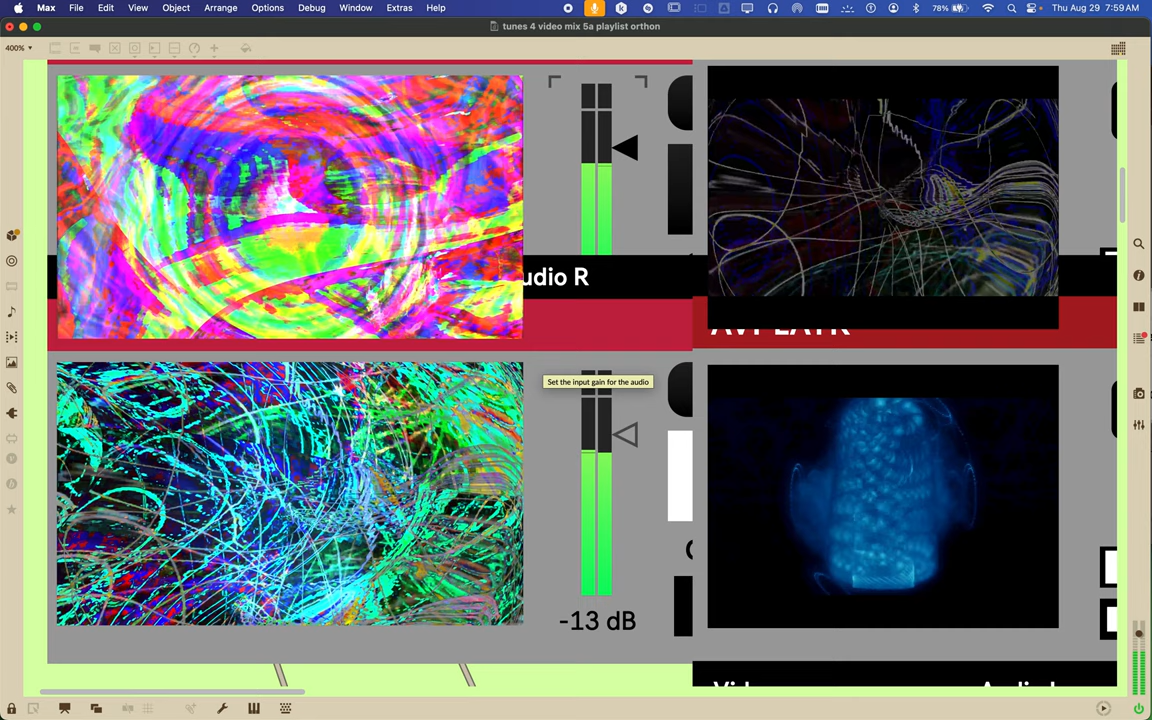 Max File Edit View Object Arrange Options Debug Window Extras Help
78% Thu Aug 29 7:59 AM
tunes 4 video mix 5a playlist orthon
400%
udio R
AVPLAYR
Set the input gain for the audio
-13 dB